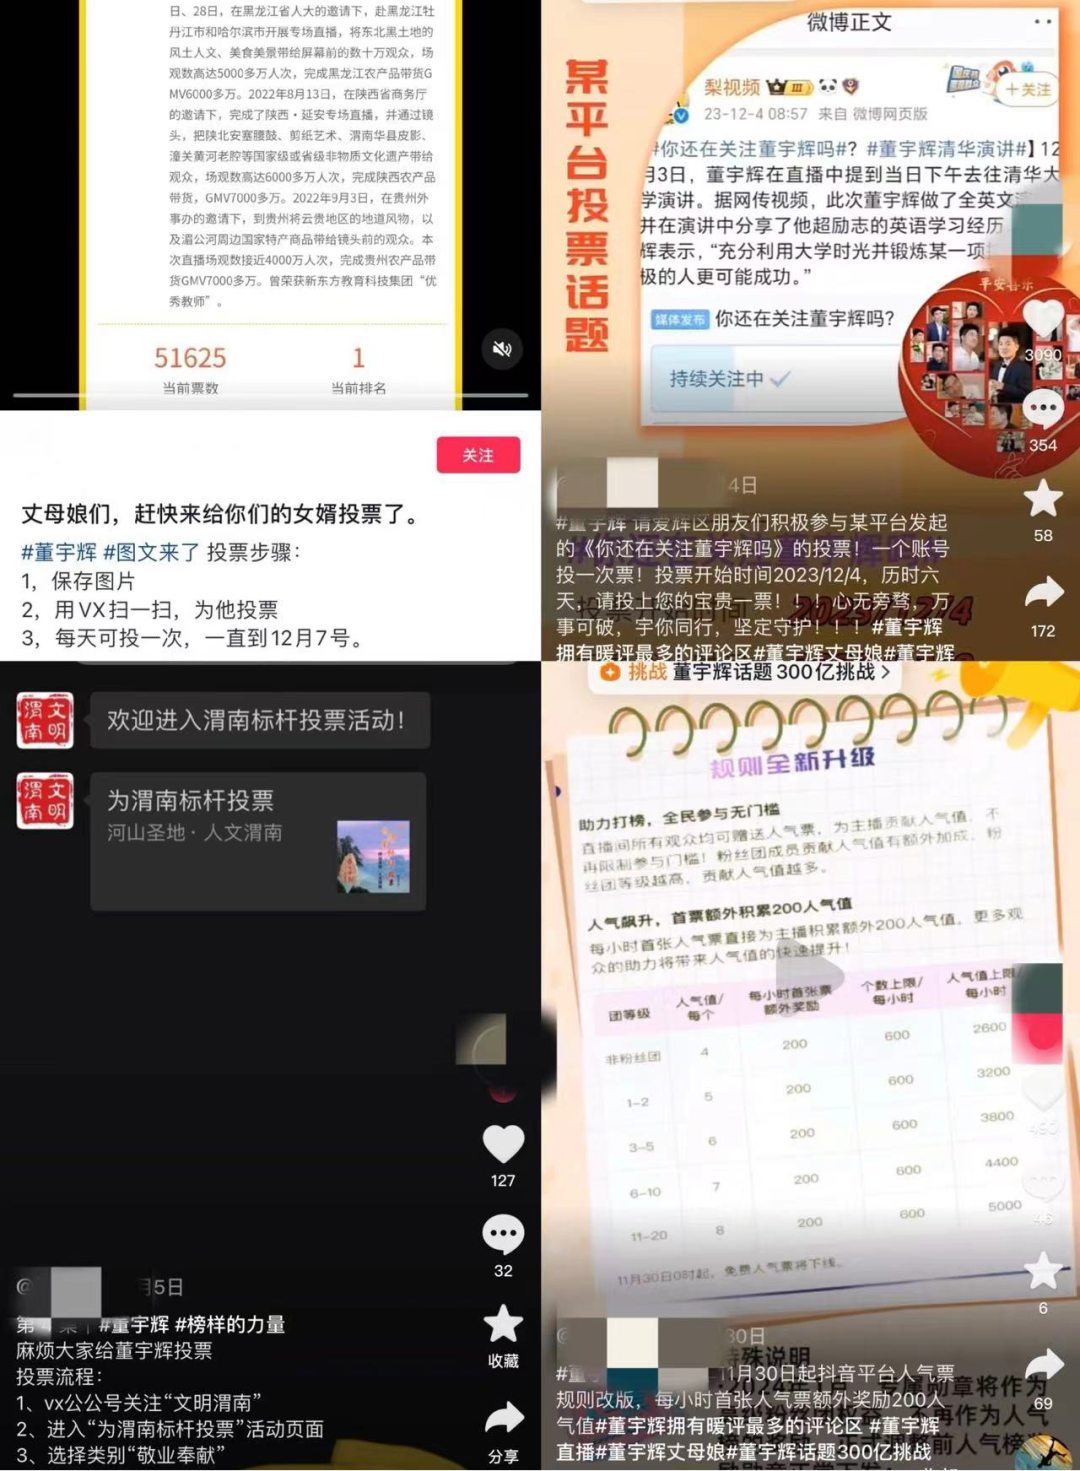 日、28日，在黑龙江省人大的邀请下，赴黑龙江牡
丹江市和哈尔滨市开展专场直播，将东北黑土地的
风土人文、美食美景带给屏幕前的数十万观众，场
观数高达5000多万人次，完成黑龙江农产品带货G
MV6000多万。2022年8月13日，在陕西省商务厅
的邀请下，完成了陕西·延安专场直播，并通过镜
头，把陕北安塞腰鼓、剪纸艺术、渭南华县皮影、
潼关黄河老腔等国家级或省级非物质文化遗产带给
观众，场观数高达6000多万人次，完成陕西农产品
带货，GMV7000多万。2022年9月3日，在贵州外
事办的邀请下，到贵州将云贵地区的地道风物，以
及湄公河周边国家特产商品带给镜头前的观众。本
次直播场观数接近4000万人次，完成贵州农产品带
货GMV7000多万。曾荣获新东方教育科技集团“优
秀教师”。
51625
当前票数
1
当前排名
关注
丈母娘们，赶快来给你们的女婿投票了。
#董宇辉 #图文来了 投票步骤：
1，保存图片
2，用VX扫一扫，为他投票
3，每天可投一次，一直到12月7号。
微博正文
某平台投票话题
梨视频
III
+关注
23-12-4 08:57 来自 微博网页版
#你还在关注董宇辉吗#？#董宇辉清华演讲#】12
月3日，董宇辉在直播中提到当日下午去往清华大
学演讲。据网传视频，此次董宇辉做了全英文演
并在演讲中分享了他超励志的英语学习经历
辉表示，“充分利用大学时光并锻炼某一项
极的人更可能成功。”
媒体发布 你还在关注董宇辉吗？
持续关注中
平安喜乐
3090
354
58
172
4日
#董宇辉 请爱辉区朋友们积极参与某平台发起
的《你还在关注董宇辉吗》的投票！一个账号
投一次票！投票开始时间2023/12/4，历时六
天，请投上您的宝贵一票！！！心无旁骛，万
事可破，宇你同行，坚定守护！！！#董宇辉
拥有暖评最多的评论区#董宇辉丈母娘#董宇辉
文明渭南
欢迎进入渭南标杆投票活动！
文明渭南
为渭南标杆投票
河山圣地·人文渭南
127
32
收藏
分享
@
月5日
#董宇辉 #榜样的力量
麻烦大家给董宇辉投票
投票流程：
1、vx公公号关注“文明渭南”
2、进入“为渭南标杆投票”活动页面
3、选择类别“敬业奉献”
挑战 董宇辉话题300亿挑战 >
规则全新升级
助力打榜，全民参与无门槛
直播间所有观众均可赠送人气票，为主播贡献人气值，不
再限制参与门槛！粉丝团成员贡献人气值有额外加成，粉
丝团等级越高，贡献人气值越多。
人气飙升，首票额外积累200人气值
每小时首张人气票直接为主播积累额外200人气值，更多观
众的助力将带来人气值的快速提升！
团等级 人气值/每个 每小时首张票额外奖励 个数上限/每小时 人气值上限/每小时
非粉丝团 4 200 600 2600
1-2 5 200 600 3200
3-5 6 200 600 3800
6-10 7 200 600 4400
11-20 8 200 600 5000
11月30日0时起，免费人气票将下线。
490
46
6
69
30日
特殊说明
11月30日起抖音平台人气票
规则改版，每小时首张人气票额外奖励200人
气值#董宇辉拥有暖评最多的评论区 #董宇辉
直播#董宇辉丈母娘#董宇辉话题300亿挑战